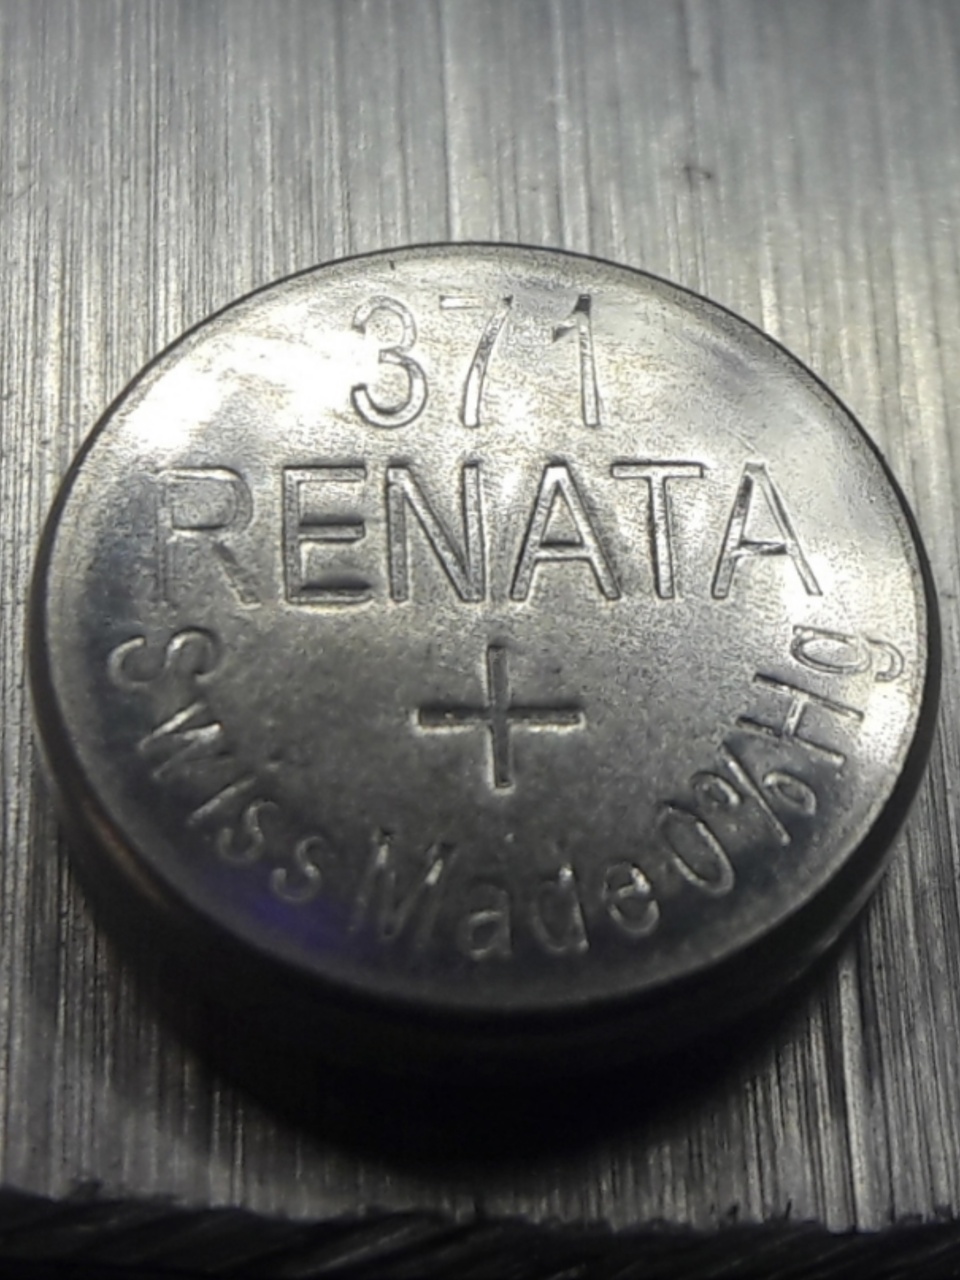 371
RENATA
+
Swiss Made 0%Hg